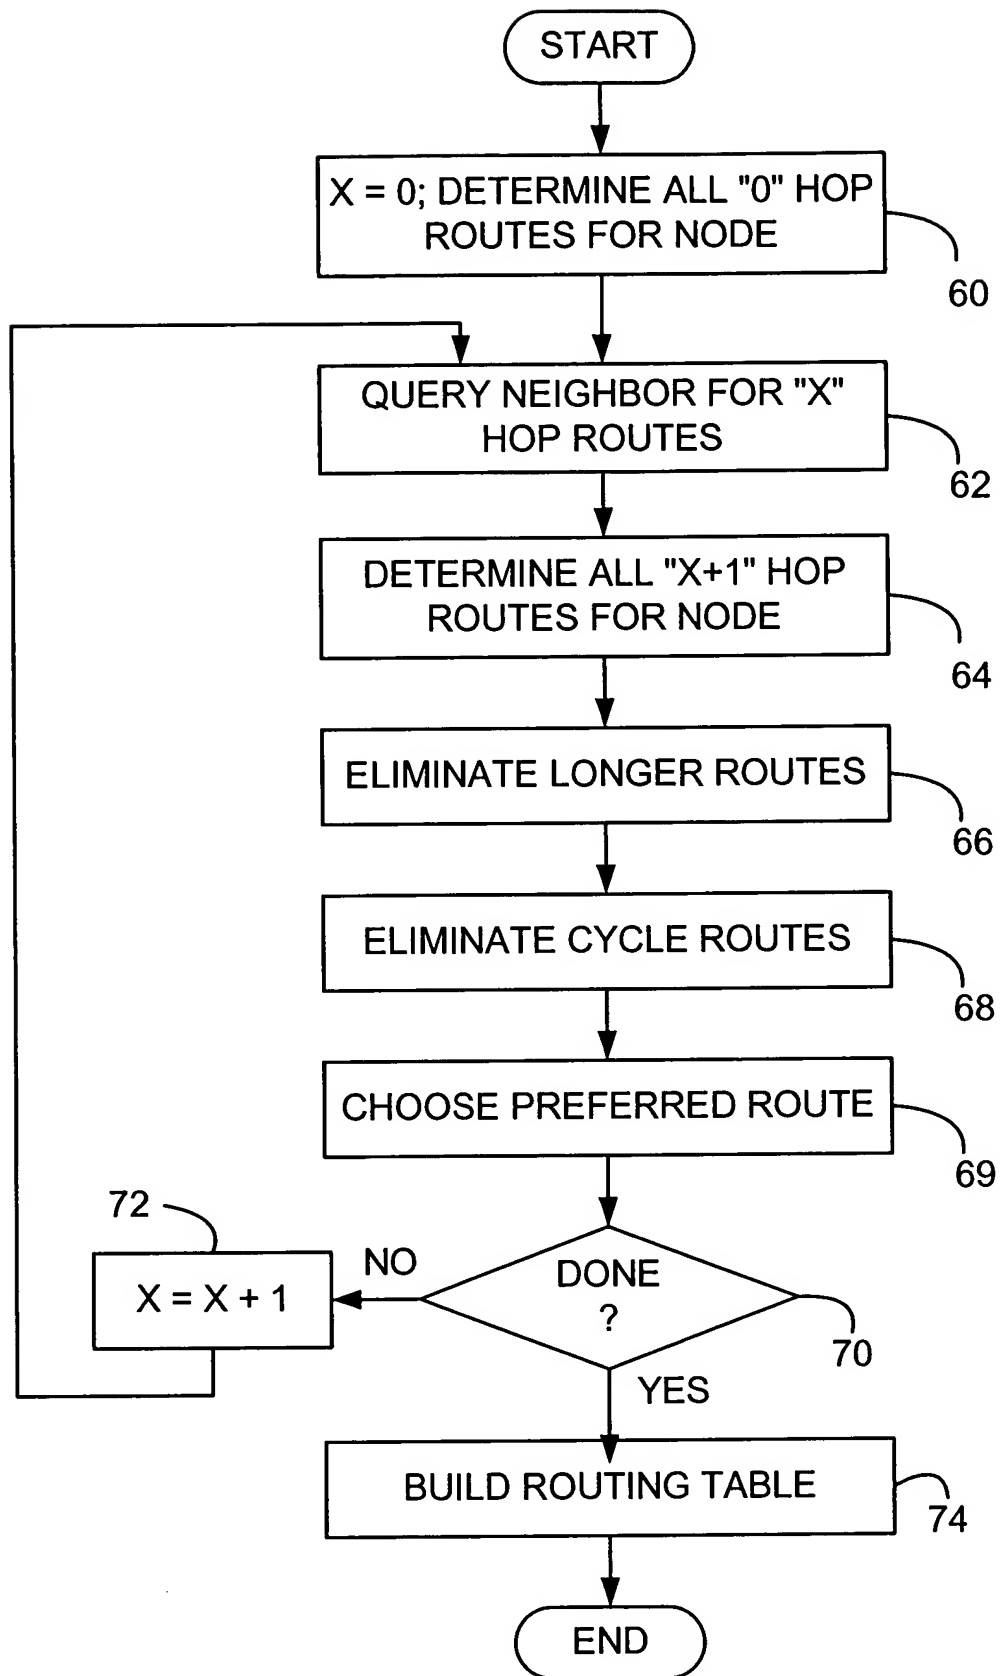 START
X = 0; DETERMINE ALL "0" HOP
ROUTES FOR NODE
60
QUERY NEIGHBOR FOR "X"
HOP ROUTES
62
DETERMINE ALL "X+1" HOP
ROUTES FOR NODE
64
ELIMINATE LONGER ROUTES
66
ELIMINATE CYCLE ROUTES
68
CHOOSE PREFERRED ROUTE
69
72
X = X + 1
NO
DONE
?
70
YES
BUILD ROUTING TABLE
74
END